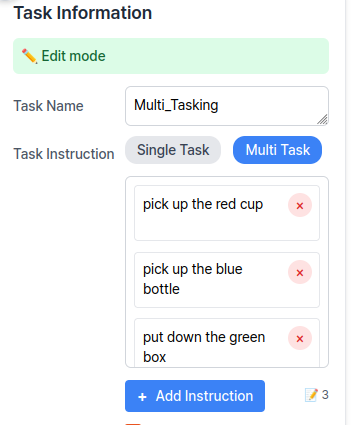 Task Information
✏️ Edit mode
Task Name
Multi_Tasking
Task Instruction
Single Task
Multi Task
pick up the red cup
×
pick up the blue
bottle
×
put down the green
box
×
+ Add Instruction
📝 3